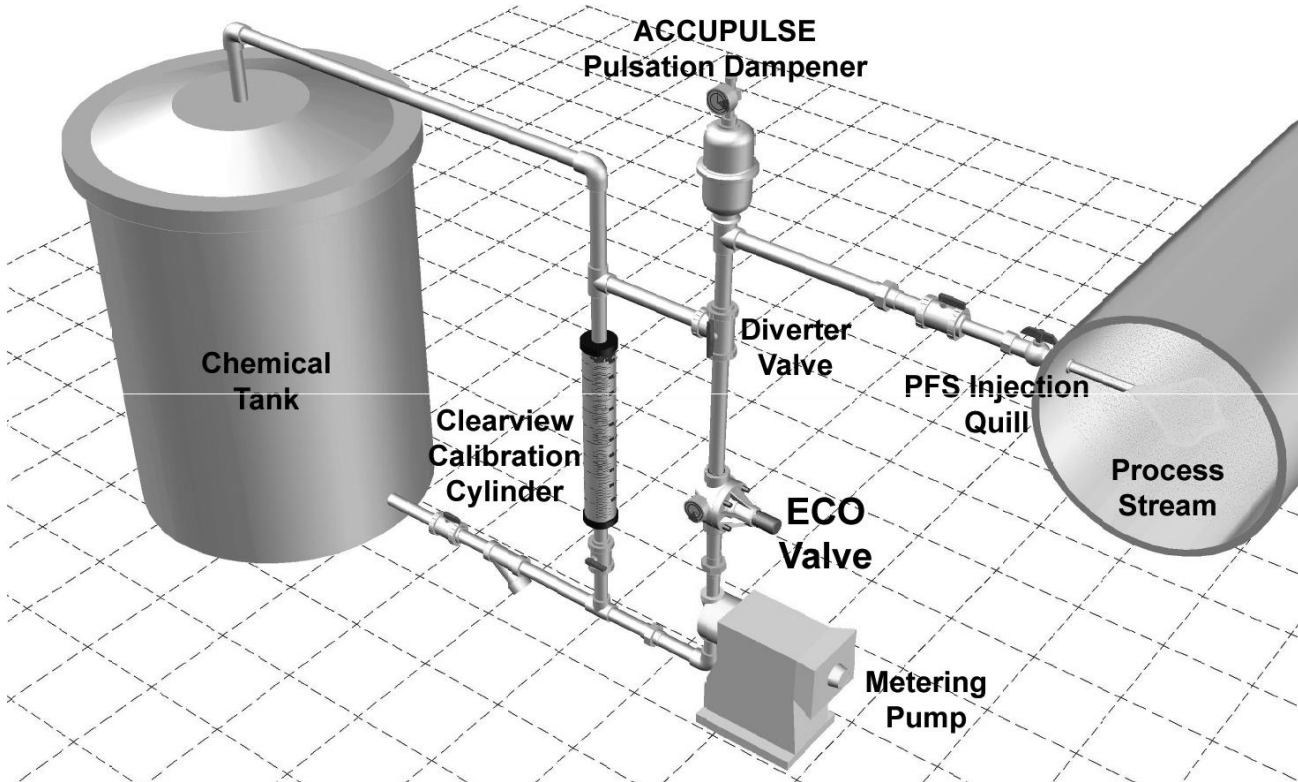 ACCUPULSE
Pulsation Dampener
Chemical
Tank
Diverter
Valve
PFS Injection
Quill
Clearview
Calibration
Cylinder
Process
Stream
ECO
Valve
Metering
Pump